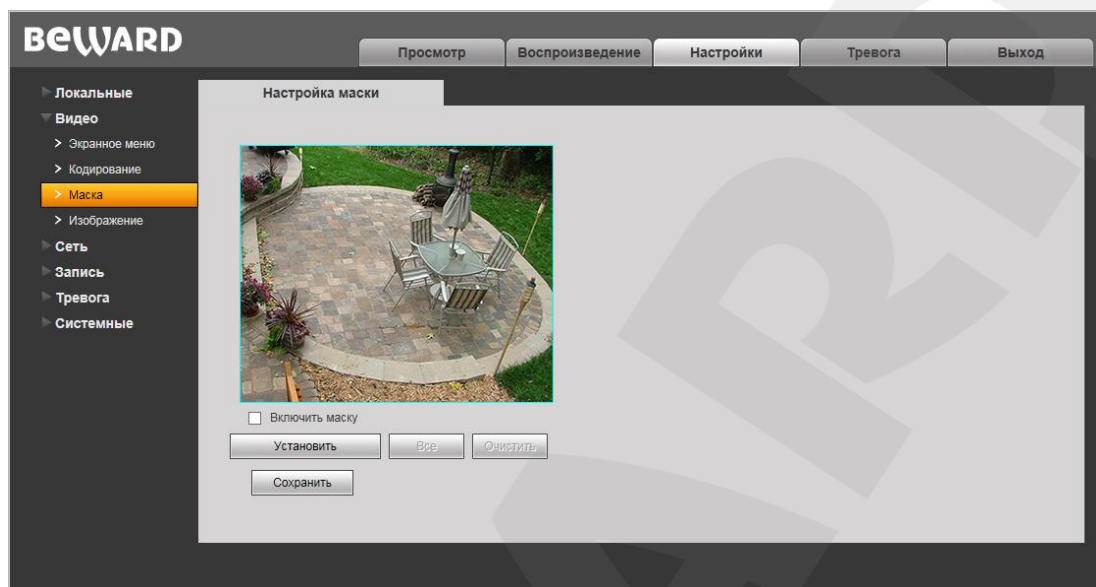 BEWARD
Просмотр Воспроизведение Настройки Тревога Выход
Локальные
Видео
Экранное меню
Кодирование
Маска
Изображение
Сеть
Запись
Тревога
Системные
Настройка маски
Включить маску
Установить Все Очистить
Сохранить